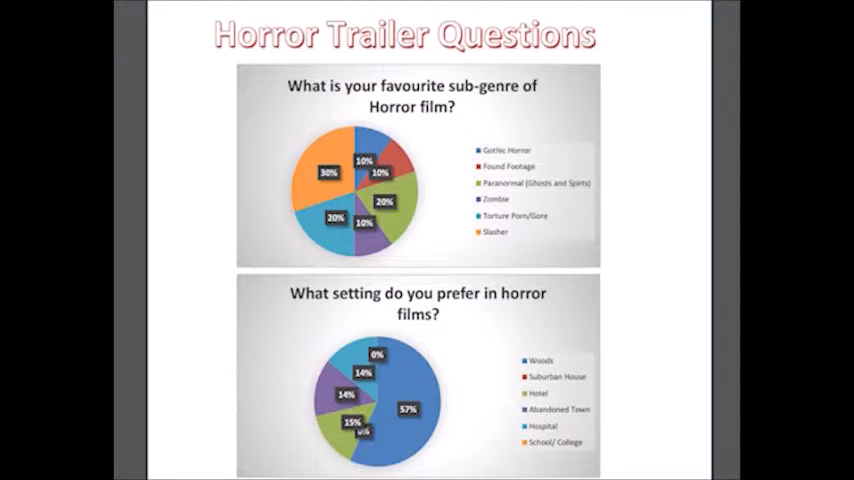 Horror Trailer Questions
What is your favourite sub-genre of
Horror film?
10%
10%
20%
10%
20%
30%
Gothic Horror
Found Footage
Paranormal (Ghosts and Spirts)
Zombie
Torture Porn/Gore
Slasher
What setting do you prefer in horror
films?
0%
14%
14%
15%
0%
57%
Woods
Suburban House
Hotel
Abandoned Town
Hospital
School/ College